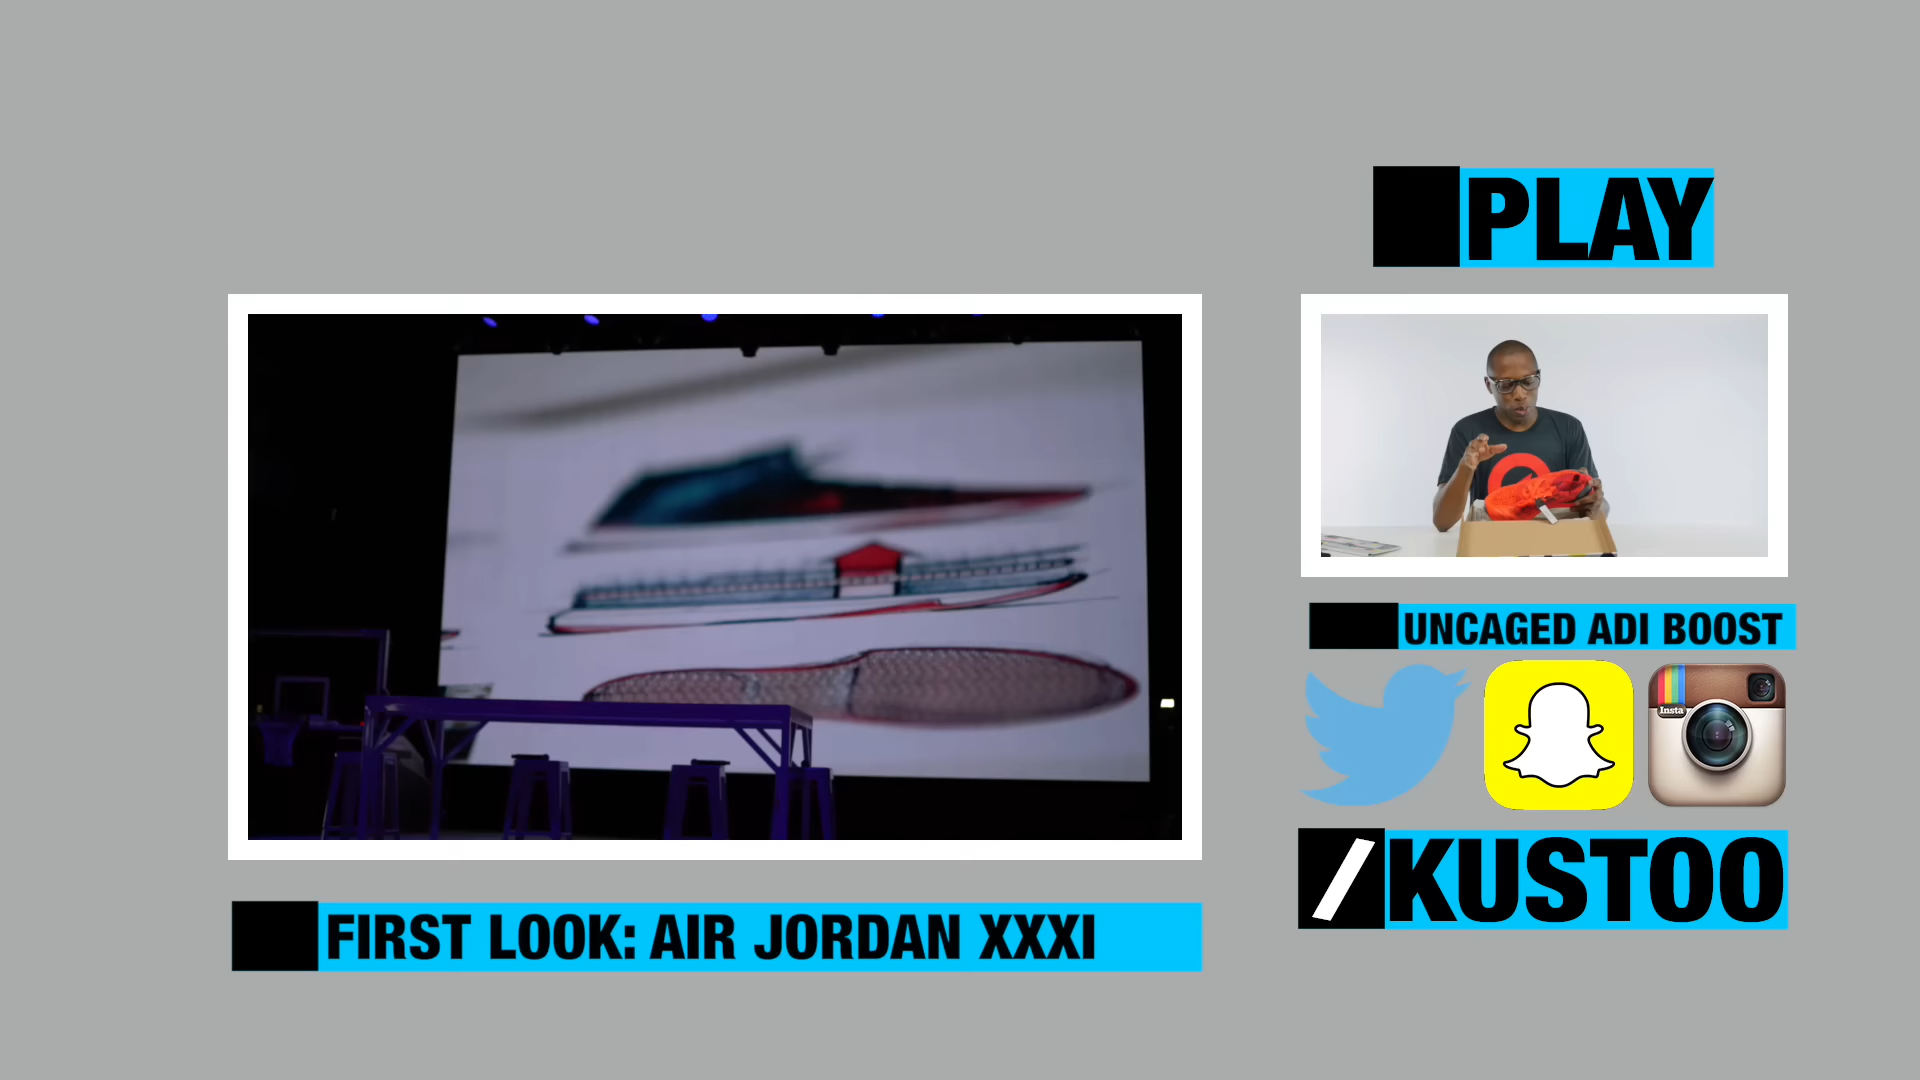 PLAY
UNCAGED ADI BOOST
Insta
/KUSTOO
FIRST LOOK: AIR JORDAN XXXI